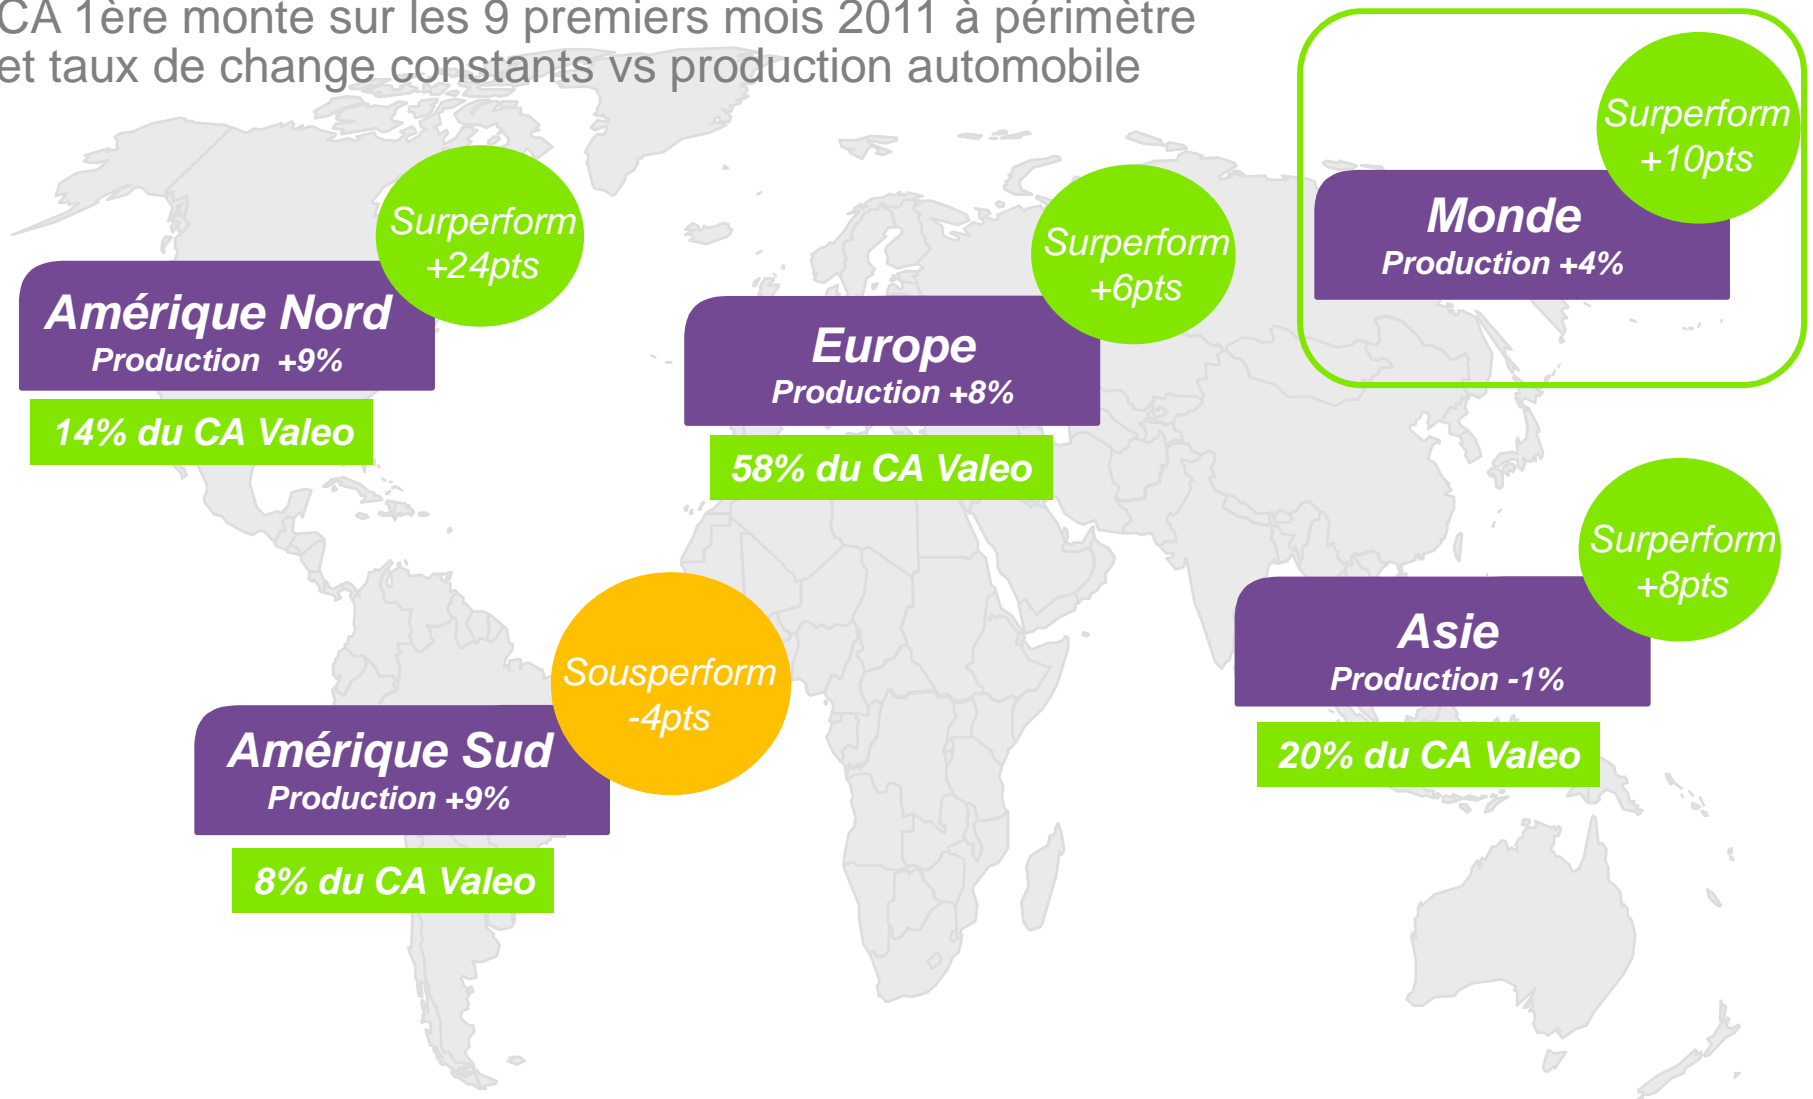 CA 1ère monte sur les 9 premiers mois 2011 à périmètre
et taux de change constants vs production automobile
Surperform
+10pts
Monde
Production +4%
Surperform
+24pts
Amérique Nord
Production +9%
14% du CA Valeo
Surperform
+6pts
Europe
Production +8%
58% du CA Valeo
Surperform
+8pts
Asie
Production -1%
20% du CA Valeo
Sousperform
-4pts
Amérique Sud
Production +9%
8% du CA Valeo